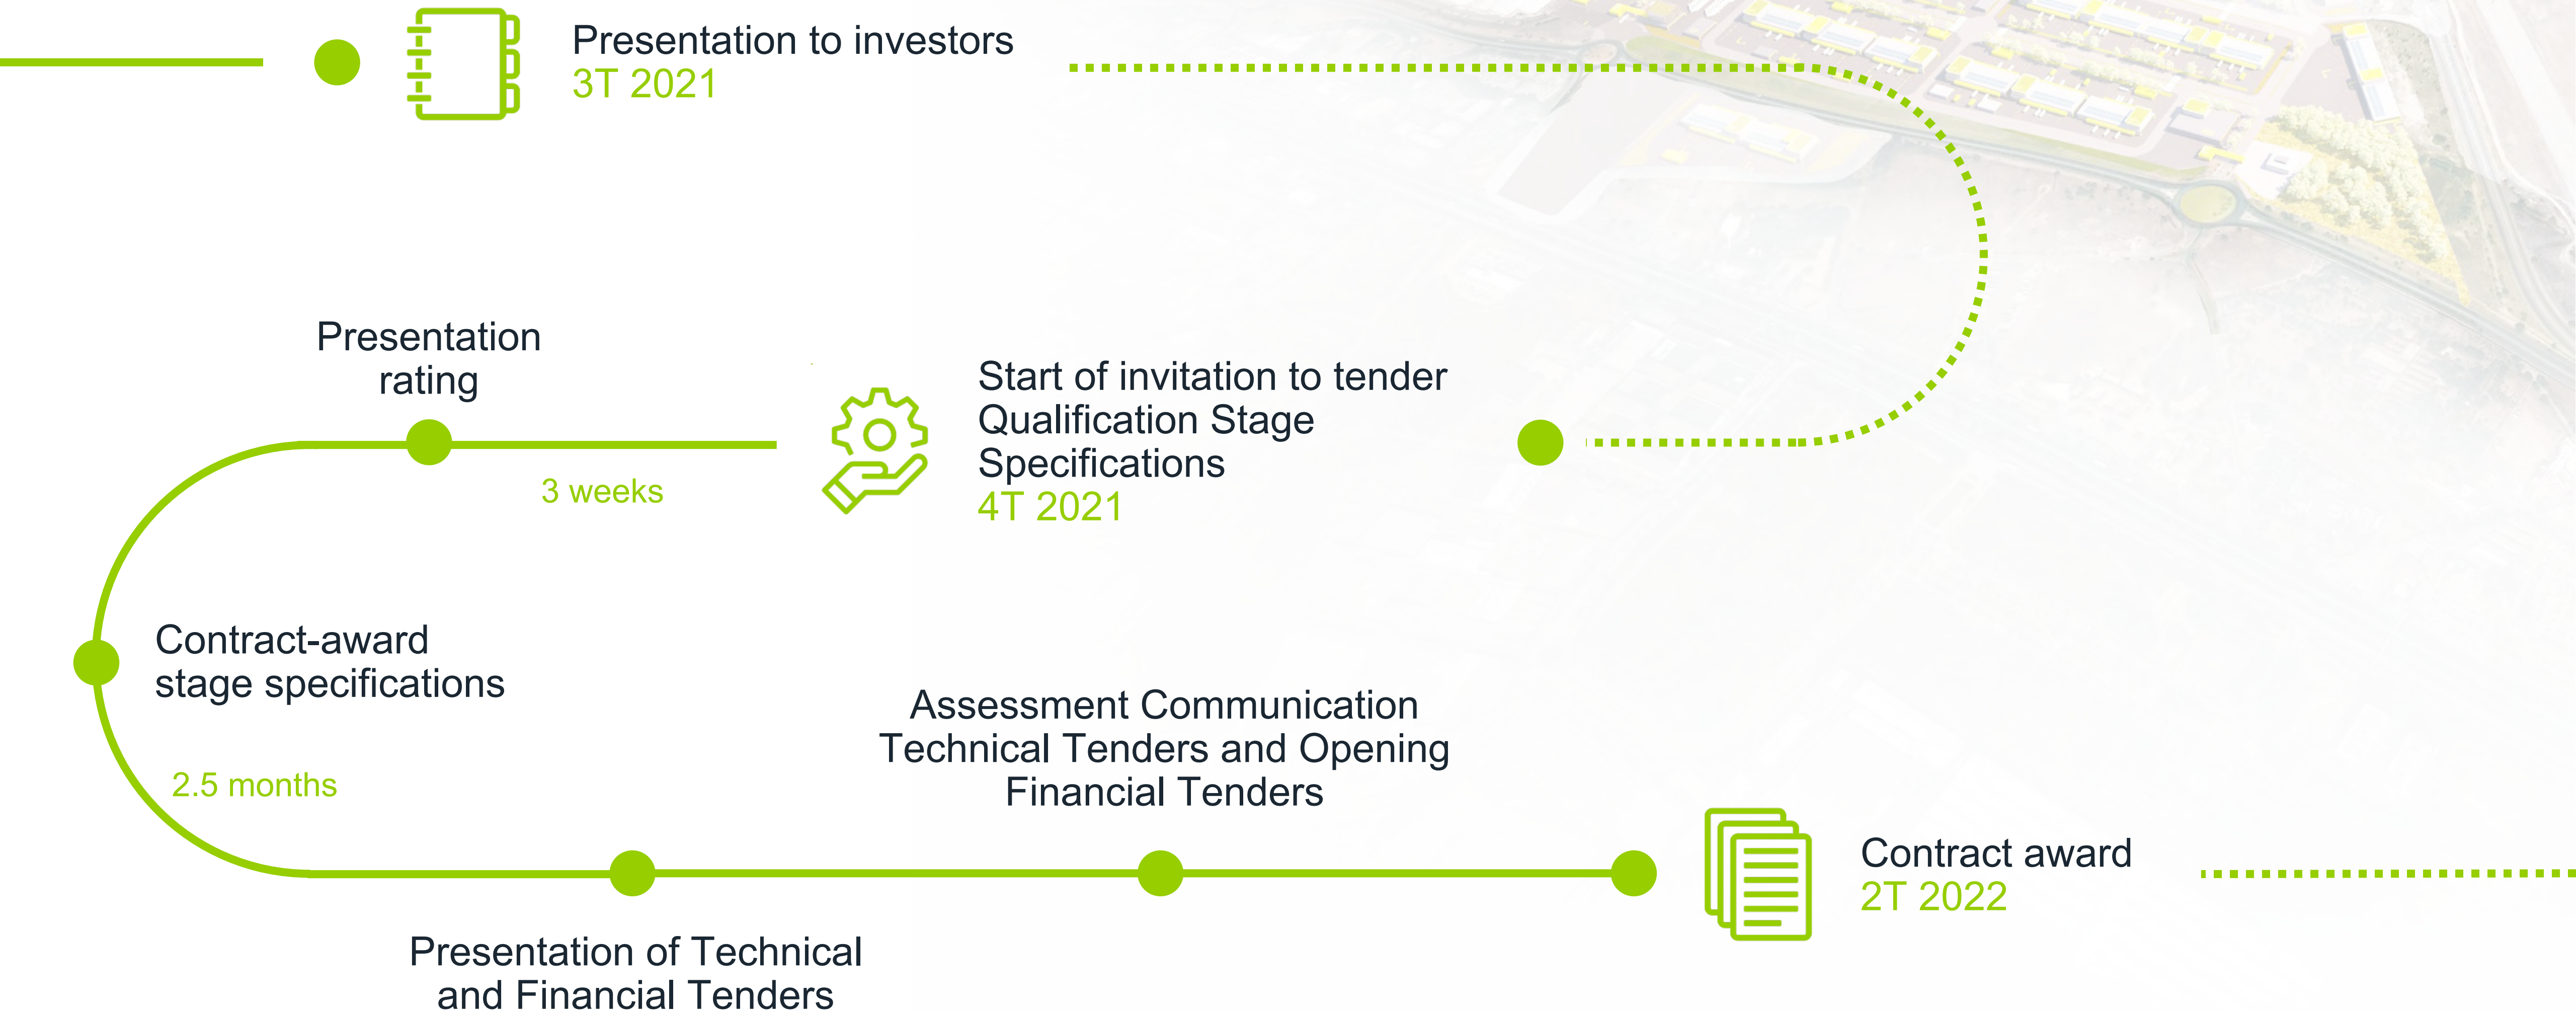 Presentation to investors
3T 2021
Start of invitation to tender
Qualification Stage
Specifications
4T 2021
3 weeks
Presentation
rating
Contract-award
stage specifications
2.5 months
Presentation of Technical
and Financial Tenders
Assessment Communication
Technical Tenders and Opening
Financial Tenders
Contract award
2T 2022